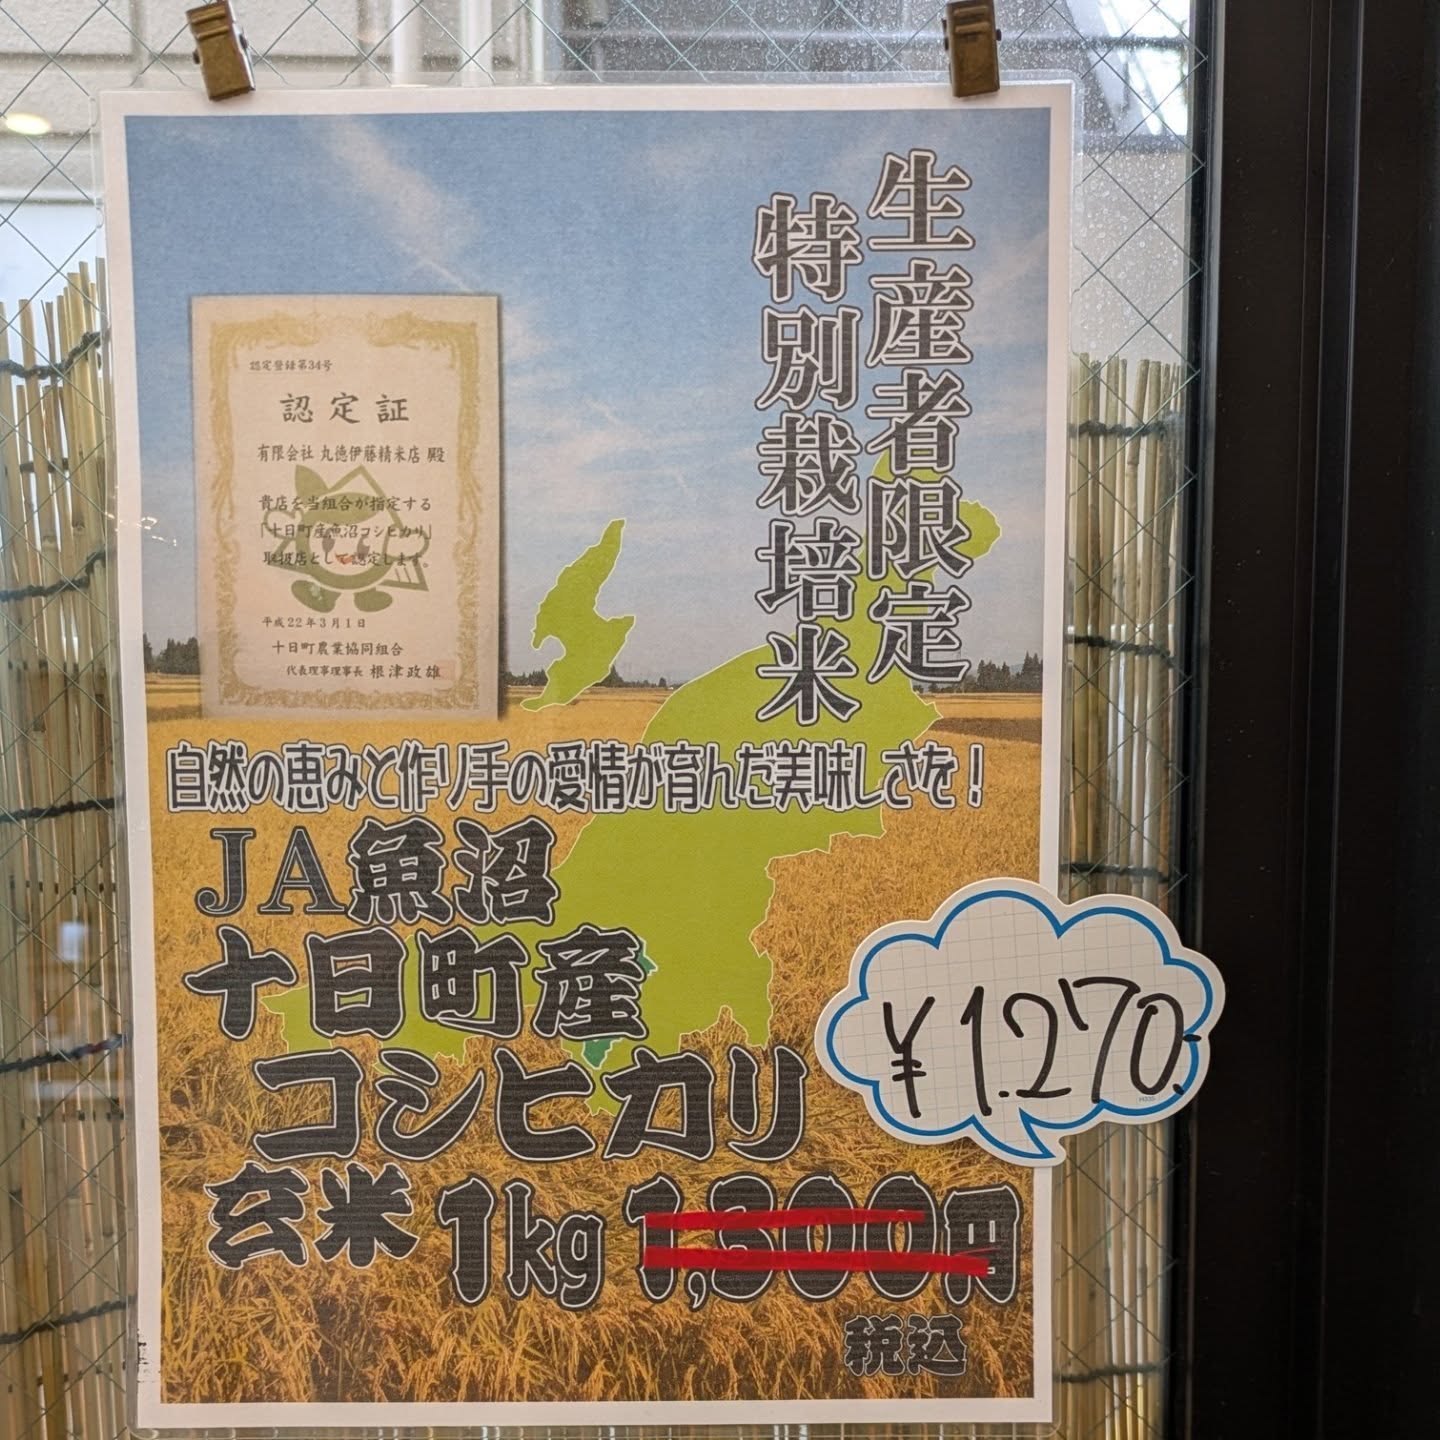 生産者限定
特別栽培米
認定登録第34号
認定証
有限会社 丸徳伊藤精米店 殿
貴店を当組合が指定する
「十日町産魚沼コシヒカリ」
取扱店として認定します。
平成22年3月1日
十日町農業協同組合
代表理事理事長 根津政雄
自然の恵みと作り手の愛情が育んだ美味しさを!
JA魚沼
十日町産
コシヒカリ
¥1.270.-
玄米 1kg 1,300円
税込